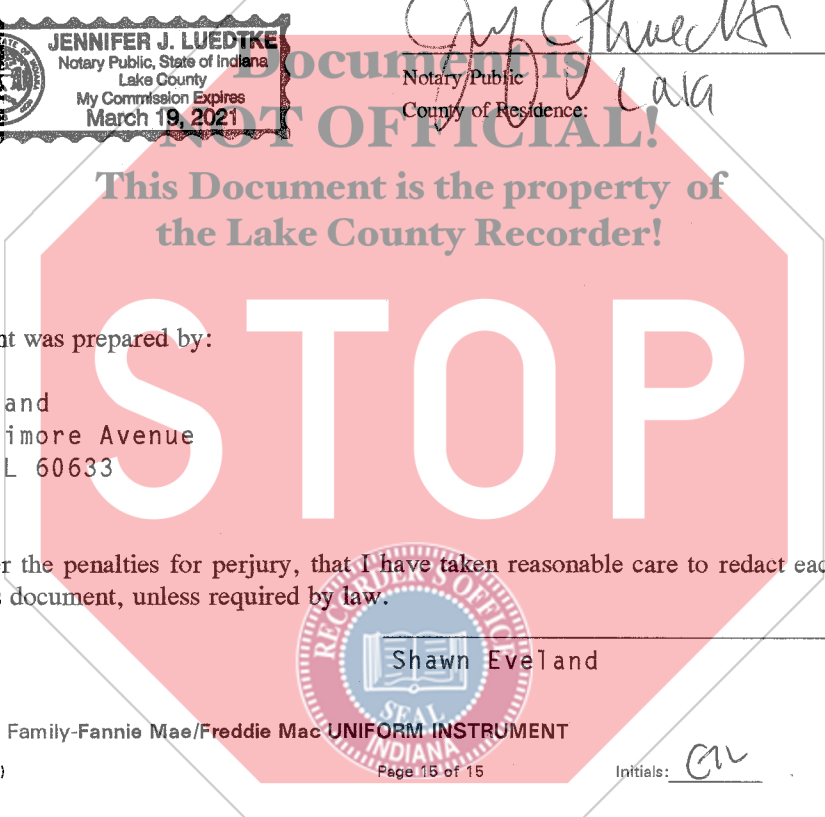 JENNIFER J. LUEDTKE
Notary Public, State of Indiana
Lake County
My Commission Expires
March 19, 2021
Document is
NOT OFFICIAL!
This Document is the property of
the Lake County Recorder!
Notary Public
County of Residence: Lake
STOP
nt was prepared by:
and
imore Avenue
L 60633
r the penalties for perjury, that I have taken reasonable care to redact eac
s document, unless required by law.
Shawn Eveland
RECORDER'S OFFICE
SEAL
INDIANA
Family-Fannie Mae/Freddie Mac UNIFORM INSTRUMENT
)
Page 15 of 15
Initials: